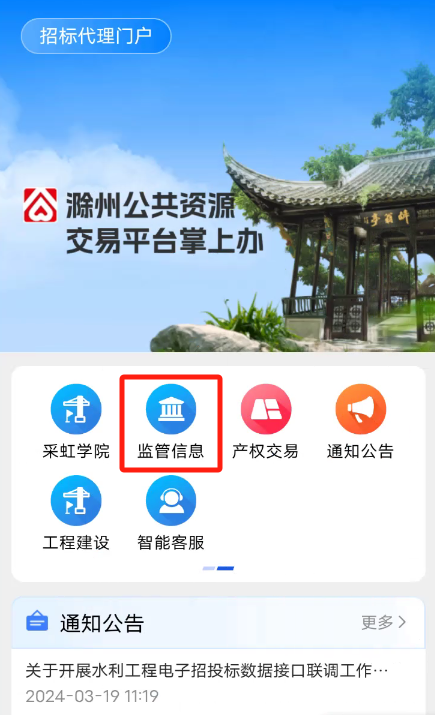 招标代理门户
滁州公共资源
交易平台掌上办
采虹学院
监管信息
产权交易
通知公告
工程建设
智能客服
通知公告
更多
关于开展水利工程电子招投标数据接口联调工作…
2024-03-19 11:19